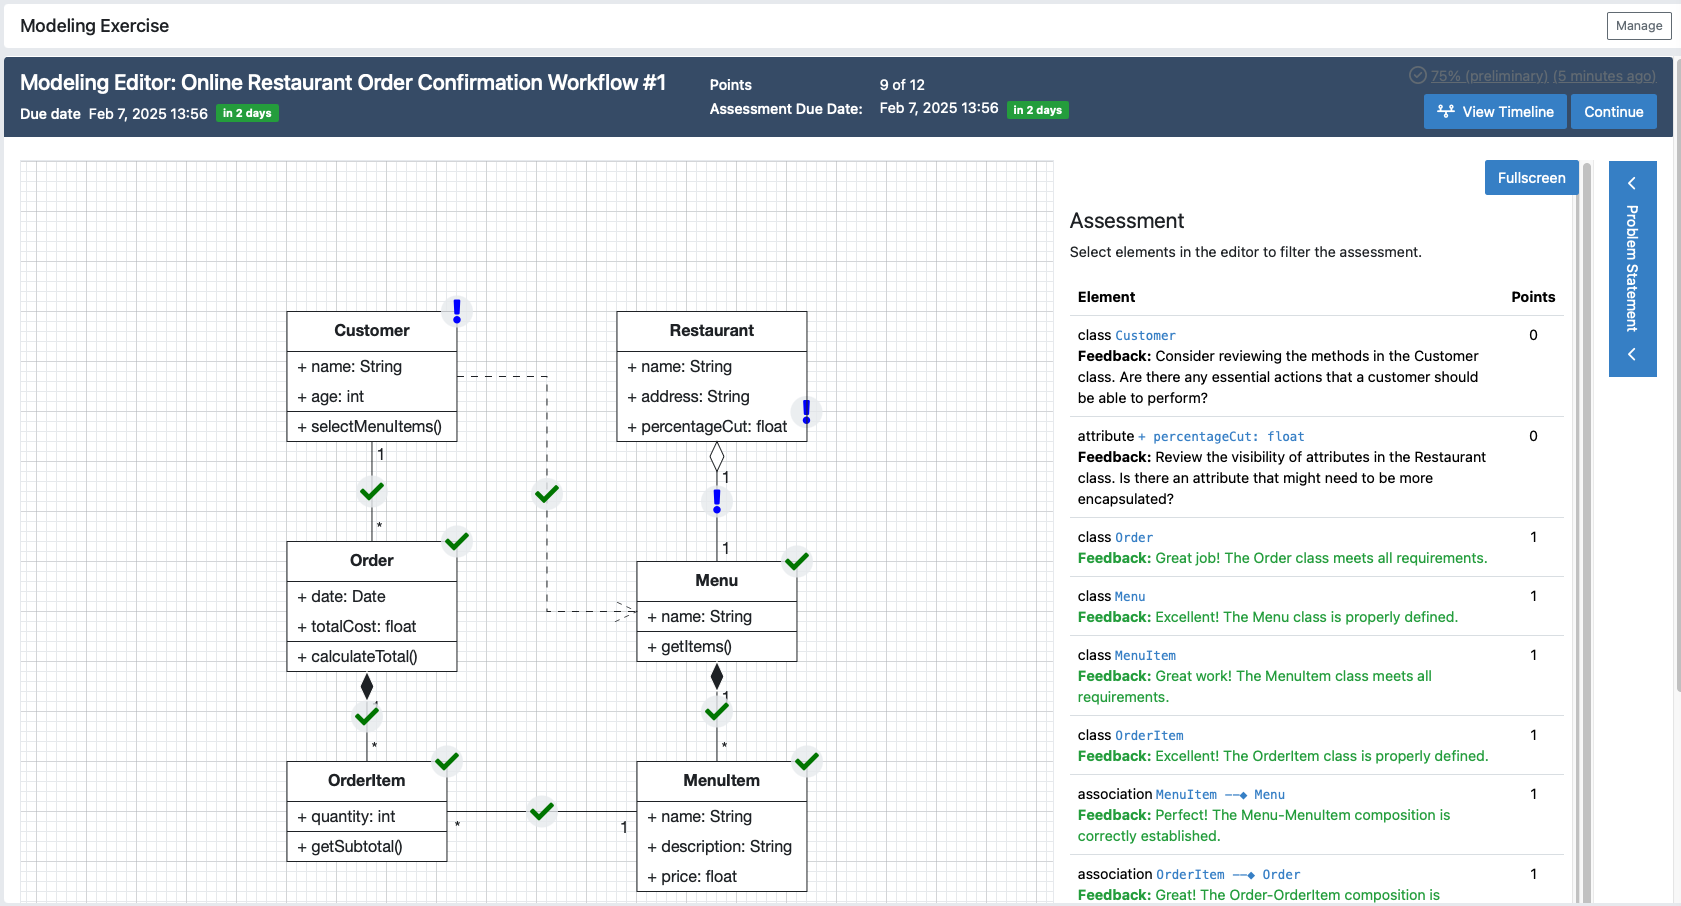 Modeling Exercise
Manage
Modeling Editor: Online Restaurant Order Confirmation Workflow #1
Due date Feb 7, 2025 13:56 in 2 days
Points 9 of 12
Assessment Due Date: Feb 7, 2025 13:56 in 2 days
75% (preliminary) (5 minutes ago)
View Timeline
Continue
Customer
+ name: String
+ age: int
+ selectMenuItems()
Restaurant
+ name: String
+ address: String
+ percentageCut: float
1
*
1
1
Order
+ date: Date
+ totalCost: float
+ calculateTotal()
Menu
+ name: String
+ getItems()
1
*
1
*
OrderItem
+ quantity: int
+ getSubtotal()
*
1
MenuItem
+ name: String
+ description: String
+ price: float
Fullscreen
Assessment
Select elements in the editor to filter the assessment.
Element Points
class Customer 0
Feedback: Consider reviewing the methods in the Customer
class. Are there any essential actions that a customer should
be able to perform?
attribute + percentageCut: float 0
Feedback: Review the visibility of attributes in the Restaurant
class. Is there an attribute that might need to be more
encapsulated?
class Order 1
Feedback: Great job! The Order class meets all requirements.
class Menu 1
Feedback: Excellent! The Menu class is properly defined.
class MenuItem 1
Feedback: Great work! The MenuItem class meets all
requirements.
class OrderItem 1
Feedback: Excellent! The OrderItem class is properly defined.
association MenuItem --◆ Menu 1
Feedback: Perfect! The Menu-MenuItem composition is
correctly established.
association OrderItem --◆ Order 1
Feedback: Great! The Order-OrderItem composition is
Problem Statement